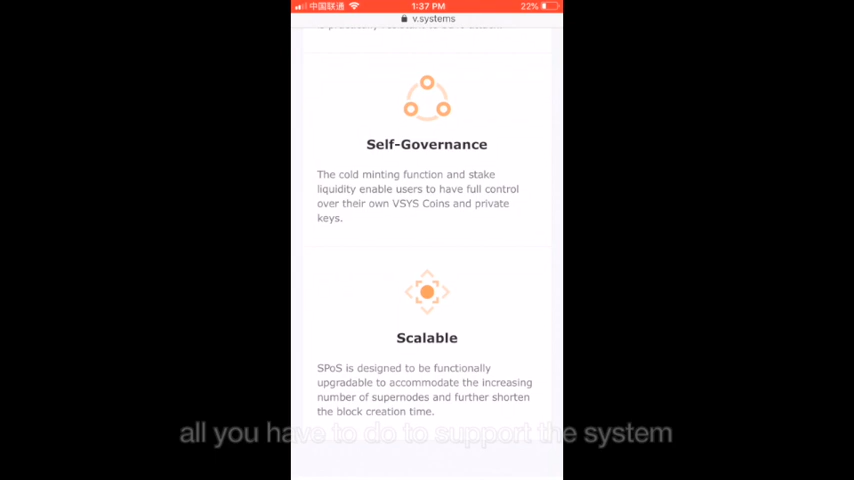 中国联通
1:37 PM
22%
v.systems
Self-Governance
The cold minting function and stake
liquidity enable users to have full control
over their own VSYS Coins and private
keys.
Scalable
SPoS is designed to be functionally
upgradable to accommodate the increasing
number of supernodes and further shorten
the block creation time.
all you have to do to support the system